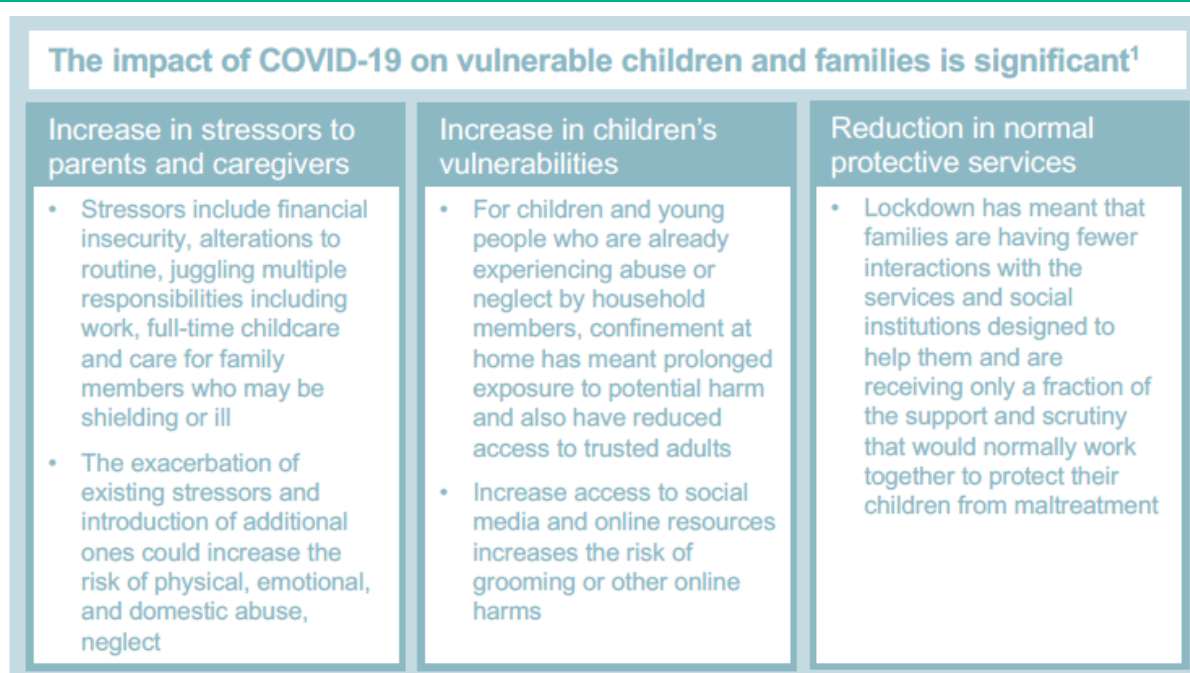 The impact of COVID-19 on vulnerable children and families is significant¹
Increase in stressors to
parents and caregivers
• Stressors include financial
insecurity, alterations to
routine, juggling multiple
responsibilities including
work, full-time childcare
and care for family
members who may be
shielding or ill
• The exacerbation of
existing stressors and
introduction of additional
ones could increase the
risk of physical, emotional,
and domestic abuse,
neglect
Increase in children's
vulnerabilities
• For children and young
people who are already
experiencing abuse or
neglect by household
members, confinement at
home has meant prolonged
exposure to potential harm
and also have reduced
access to trusted adults
• Increase access to social
media and online resources
increases the risk of
grooming or other online
harms
Reduction in normal
protective services
• Lockdown has meant that
families are having fewer
interactions with the
services and social
institutions designed to
help them and are
receiving only a fraction of
the support and scrutiny
that would normally work
together to protect their
children from maltreatment